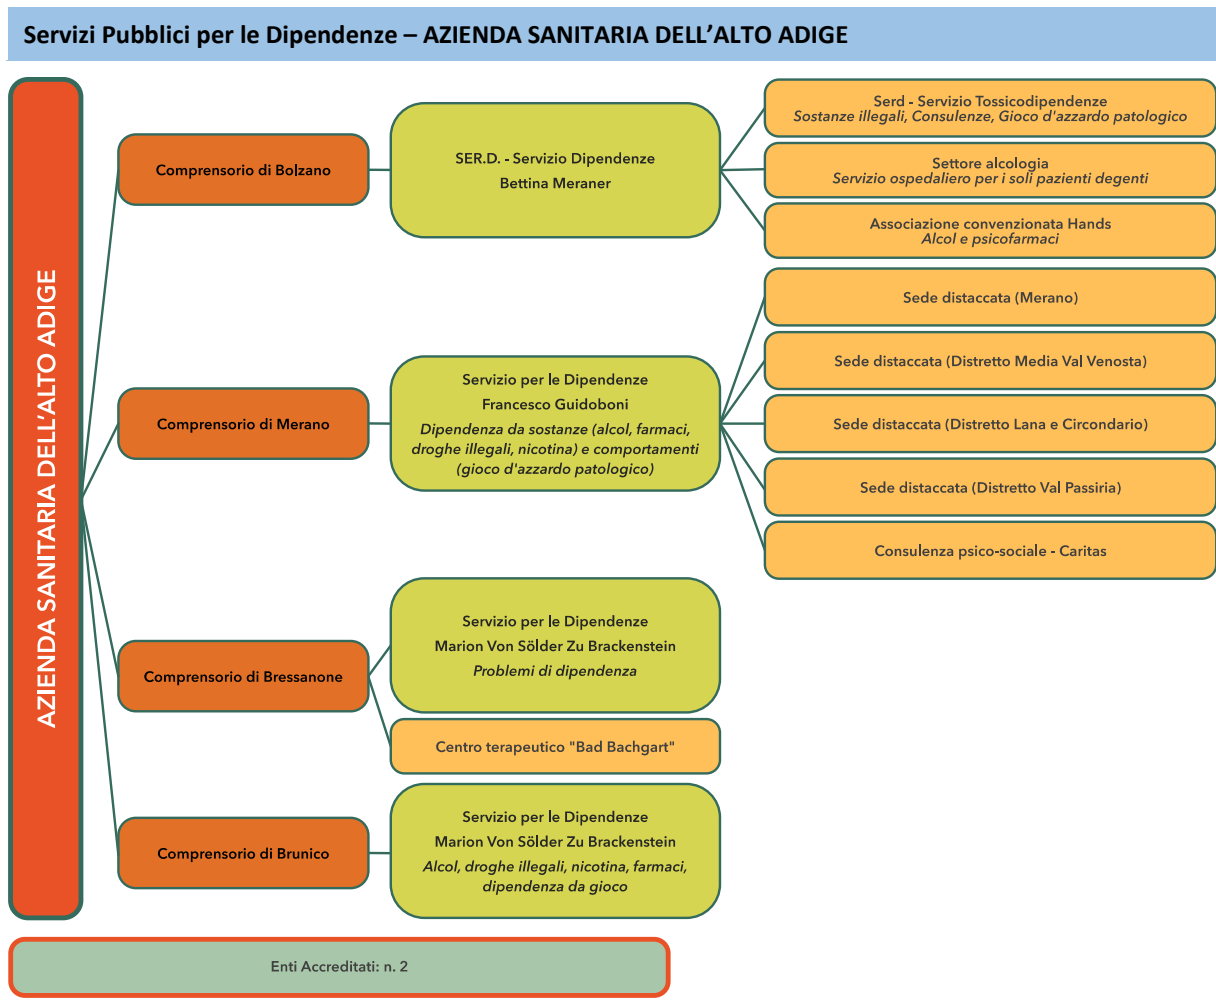 Servizi Pubblici per le Dipendenze – AZIENDA SANITARIA DELL'ALTO ADIGE
AZIENDA SANITARIA DELL'ALTO ADIGE
Comprensorio di Bolzano
SER.D. - Servizio Dipendenze
Bettina Meraner
Serd - Servizio Tossicodipendenze
Sostanze illegali, Consulenze, Gioco d'azzardo patologico
Settore alcologia
Servizio ospedaliero per i soli pazienti degenti
Associazione convenzionata Hands
Alcol e psicofarmaci
Comprensorio di Merano
Servizio per le Dipendenze
Francesco Guidoboni
Dipendenza da sostanze (alcol, farmaci,
droghe illegali, nicotina) e comportamenti
(gioco d'azzardo patologico)
Sede distaccata (Merano)
Sede distaccata (Distretto Media Val Venosta)
Sede distaccata (Distretto Lana e Circondario)
Sede distaccata (Distretto Val Passiria)
Consulenza psico-sociale - Caritas
Comprensorio di Bressanone
Servizio per le Dipendenze
Marion Von Sölder Zu Brackenstein
Problemi di dipendenza
Centro terapeutico "Bad Bachgart"
Comprensorio di Brunico
Servizio per le Dipendenze
Marion Von Sölder Zu Brackenstein
Alcol, droghe illegali, nicotina, farmaci,
dipendenza da gioco
Enti Accreditati: n. 2